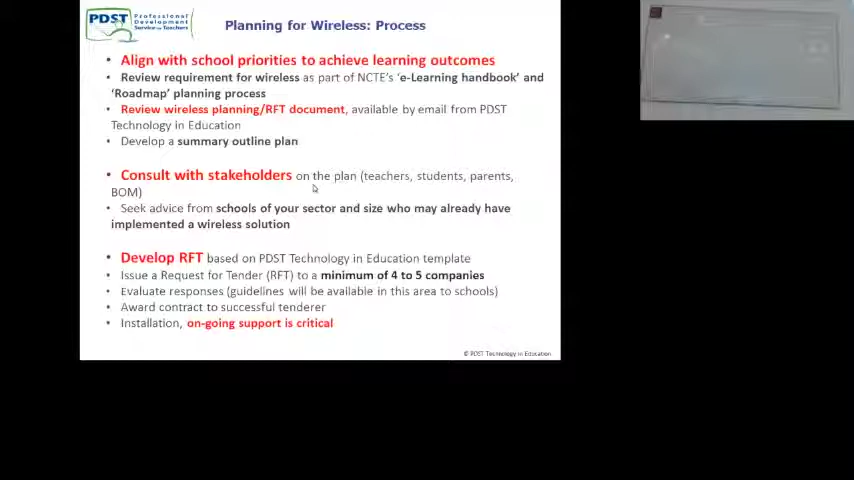 PDST Professional
Development
Service for Teachers
Planning for Wireless: Process
• Align with school priorities to achieve learning outcomes
• Review requirement for wireless as part of NCTE's 'e-Learning handbook' and
'Roadmap' planning process
• Review wireless planning/RFT document, available by email from PDST
Technology in Education
• Develop a summary outline plan
• Consult with stakeholders on the plan (teachers, students, parents,
BOM)
• Seek advice from schools of your sector and size who may already have
implemented a wireless solution
• Develop RFT based on PDST Technology in Education template
• Issue a Request for Tender (RFT) to a minimum of 4 to 5 companies
• Evaluate responses (guidelines will be available in this area to schools)
• Award contract to successful tenderer
• Installation, on-going support is critical
© PDST Technology in Education